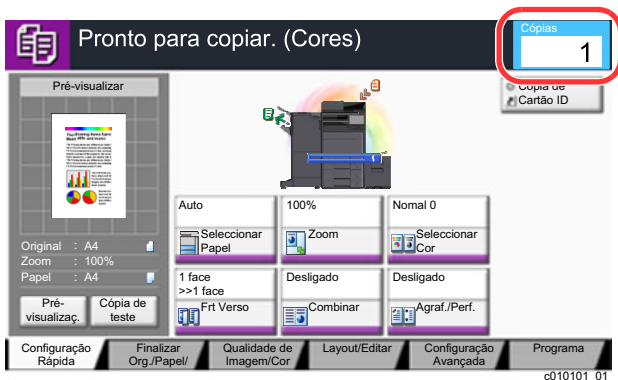 Pronto para copiar. (Cores)
Cópias
1
Pré-visualizar
Cópia de
Cartão ID
Original : A4
Zoom : 100%
Papel : A4
Pré-
visualizaç.
Cópia de
teste
Auto
Seleccionar
Papel
100%
Zoom
Nomal 0
Seleccionar
Cor
1 face
>>1 face
Frt Verso
Desligado
Combinar
Desligado
Agraf./Perf.
Configuração
Rápida
Finalizar
Org./Papel/
Qualidade de
Imagem/Cor
Layout/Editar
Configuração
Avançada
Programa
c010101_01